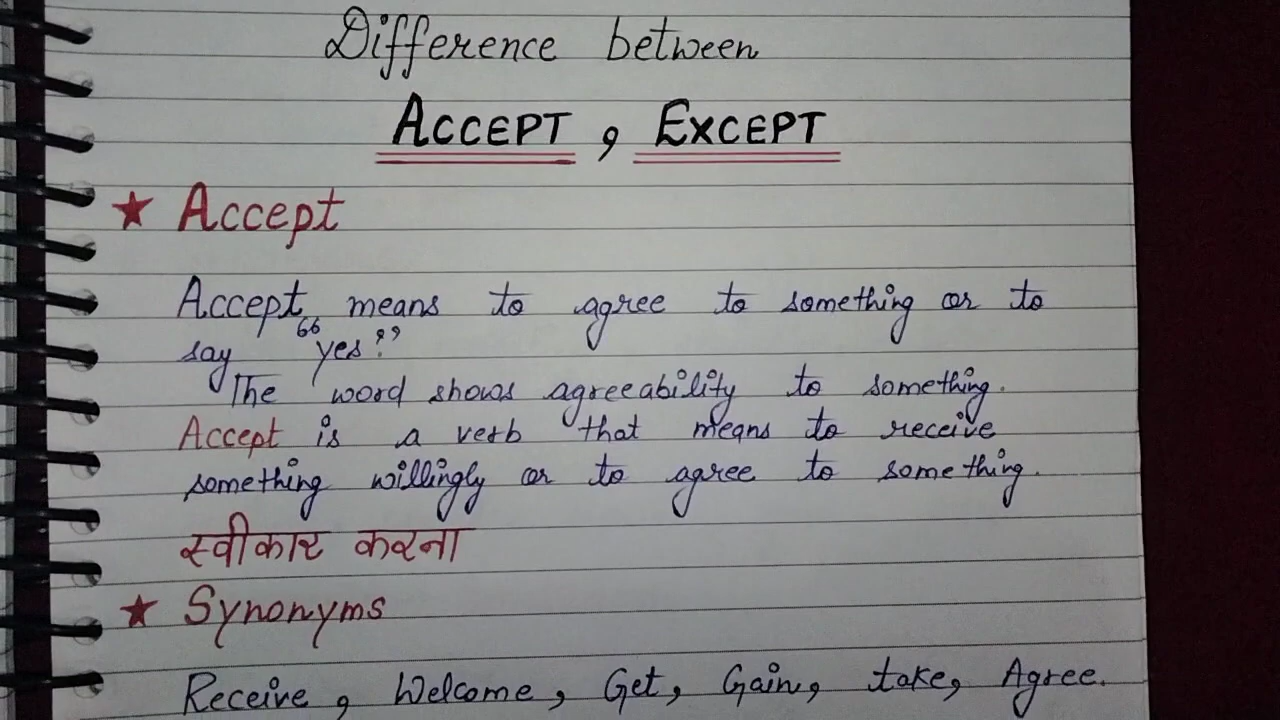 Difference between
ACCEPT, EXCEPT
★ Accept
Accept means to agree to something or to
say "yes."
The word shows agreeability to something.
Accept is a verb that means to receive
something willingly or to agree to something.
स्वीकार करना
★ Synonyms
Receive, Welcome, Get, Gain, take, Agree.